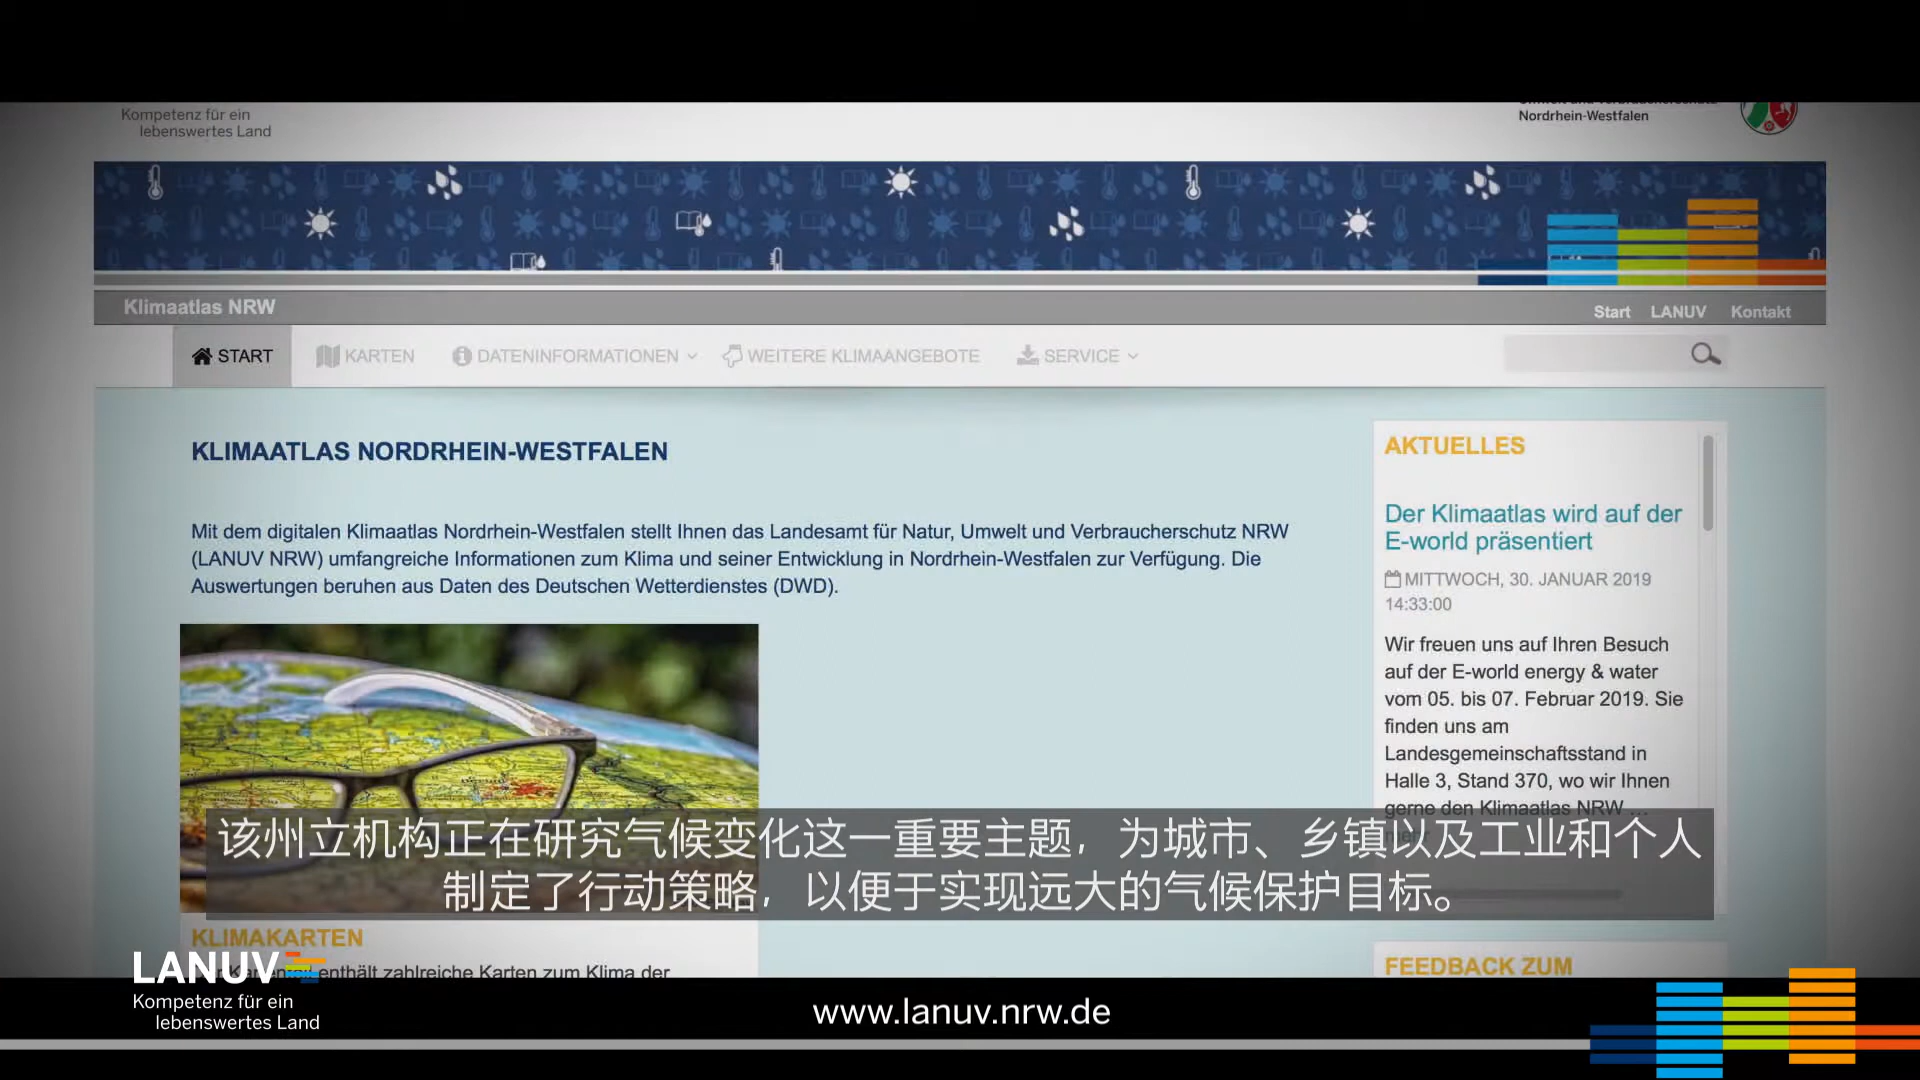 Kompetenz für ein
lebenswertes Land
Nordrhein-Westfalen
Klimaatlas NRW
Start LANUV Kontakt
START KARTEN DATENINFORMATIONEN WEITERE KLIMAANGEBOTE SERVICE
KLIMAATLAS NORDRHEIN-WESTFALEN
Mit dem digitalen Klimaatlas Nordrhein-Westfalen stellt Ihnen das Landesamt für Natur, Umwelt und Verbraucherschutz NRW
(LANUV NRW) umfangreiche Informationen zum Klima und seiner Entwicklung in Nordrhein-Westfalen zur Verfügung. Die
Auswertungen beruhen aus Daten des Deutschen Wetterdienstes (DWD).
AKTUELLES
Der Klimaatlas wird auf der
E-world präsentiert
MITTWOCH, 30. JANUAR 2019
14:33:00
Wir freuen uns auf Ihren Besuch
auf der E-world energy & water
vom 05. bis 07. Februar 2019. Sie
finden uns am
Landesgemeinschaftsstand in
Halle 3, Stand 370, wo wir Ihnen
gerne den Klimaatlas NRW ...
mehr
该州立机构正在研究气候变化这一重要主题，为城市、乡镇以及工业和个人
制定了行动策略，以便于实现远大的气候保护目标。
KLIMAKARTEN
enthält zahlreiche Karten zum Klima der
FEEDBACK ZUM
LANUV
Kompetenz für ein
lebenswertes Land
www.lanuv.nrw.de